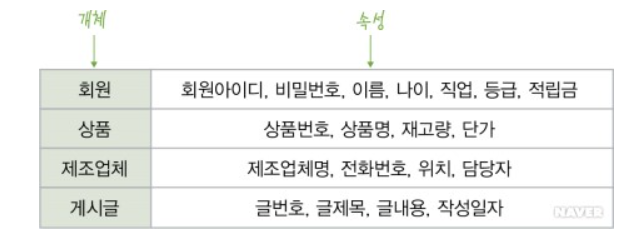 개체 속성
회원 회원아이디, 비밀번호, 이름, 나이, 직업, 등급, 적립금
상품 상품번호, 상품명, 재고량, 단가
제조업체 제조업체명, 전화번호, 위치, 담당자
게시글 글번호, 글제목, 글내용, 작성일자
NAVER